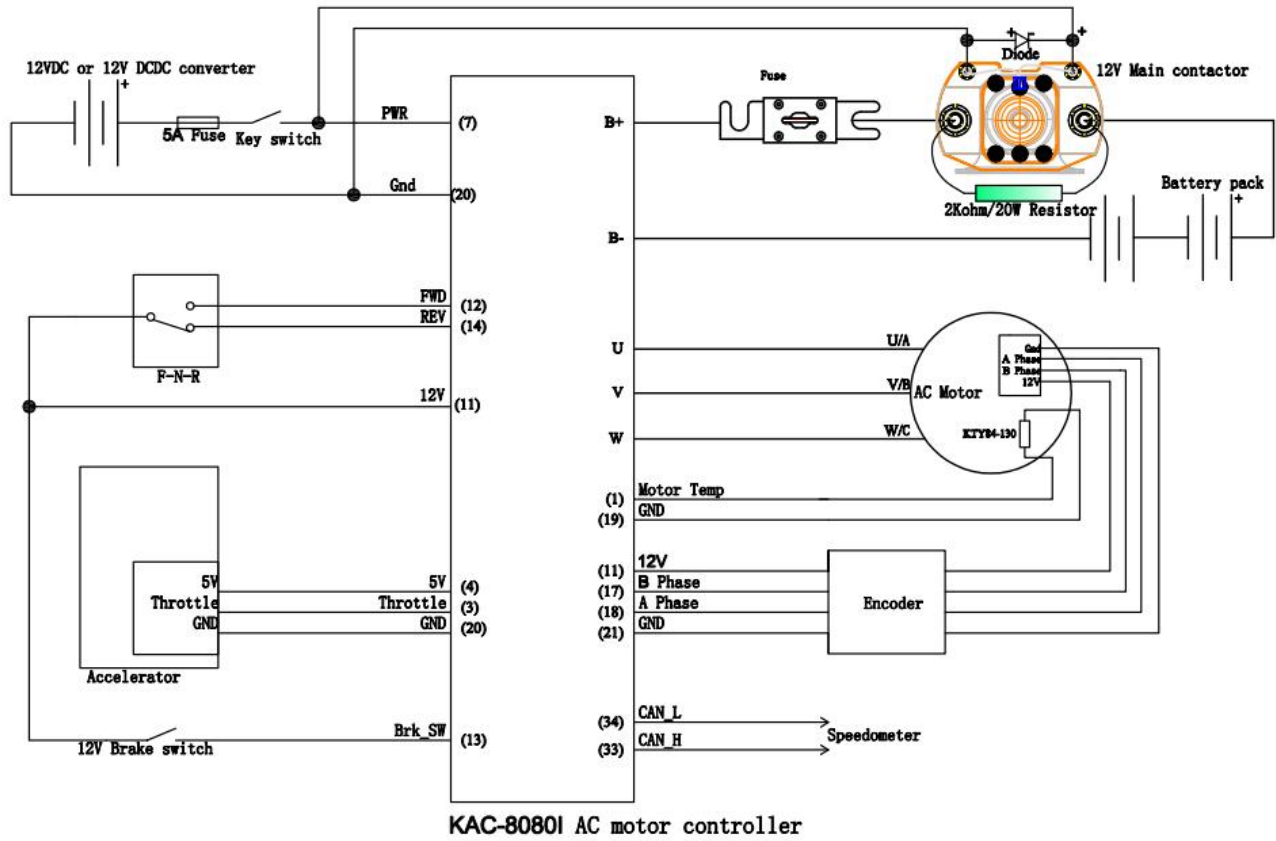 Diode
+
+
12VDC or 12V DCDC converter
+
Fuse
12V Main contactor
5A Fuse
Key switch
PWR
(7)
B+
Gnd
(20)
Battery pack
+
2Kohm/20W Resistor
B-
FWD
(12)
REV
(14)
F-N-R
12V
(11)
U
U/A
V
V/B
W
W/C
AC Motor
Gnd
A Phase
B Phase
12V
KTY84-130
(1)
Motor Temp
(19)
GND
5V
Throttle
GND
Accelerator
5V
(4)
Throttle
(3)
GND
(20)
(11)
12V
(17)
B Phase
(18)
A Phase
(21)
GND
Encoder
12V Brake switch
Brk_SW
(13)
(34)
CAN_L
(33)
CAN_H
Speedometer
KAC-8080I AC motor controller